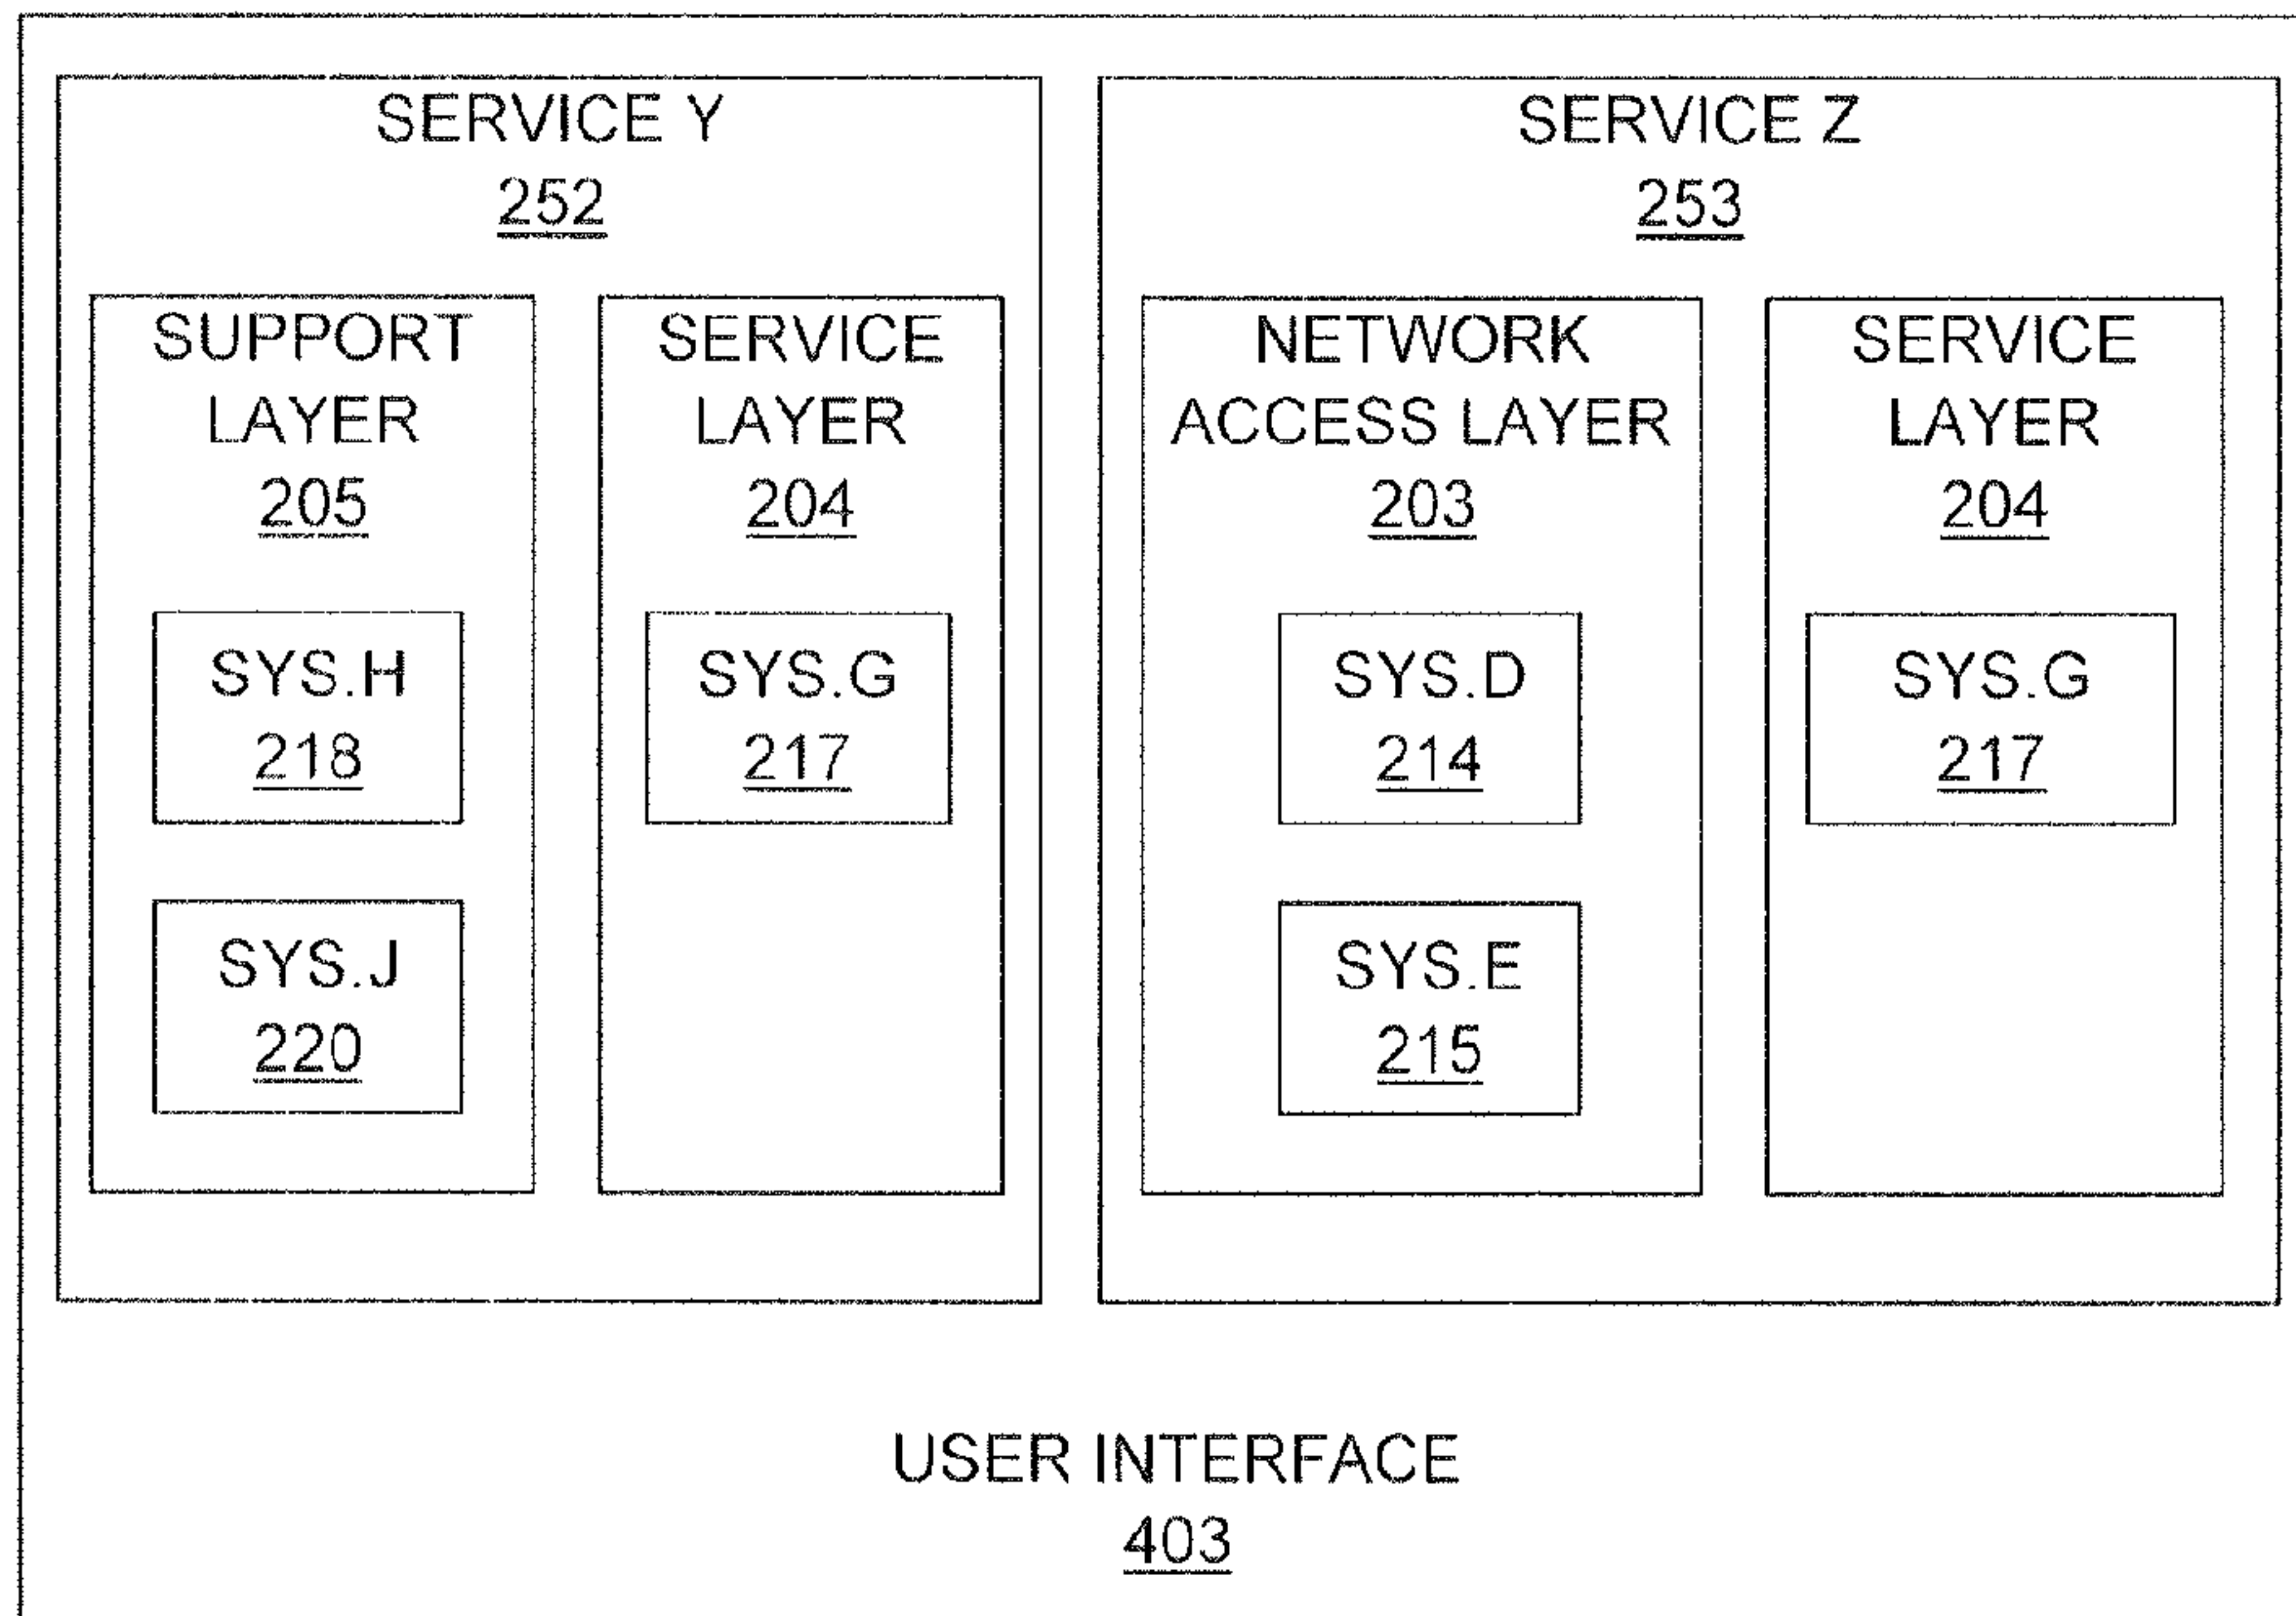 SERVICE Y
252
SUPPORT
LAYER
205
SYS.H
218
SYS.J
220
SERVICE
LAYER
204
SYS.G
217
SERVICE Z
253
NETWORK
ACCESS LAYER
203
SYS.D
214
SYS.E
215
SERVICE
LAYER
204
SYS.G
217
USER INTERFACE
403